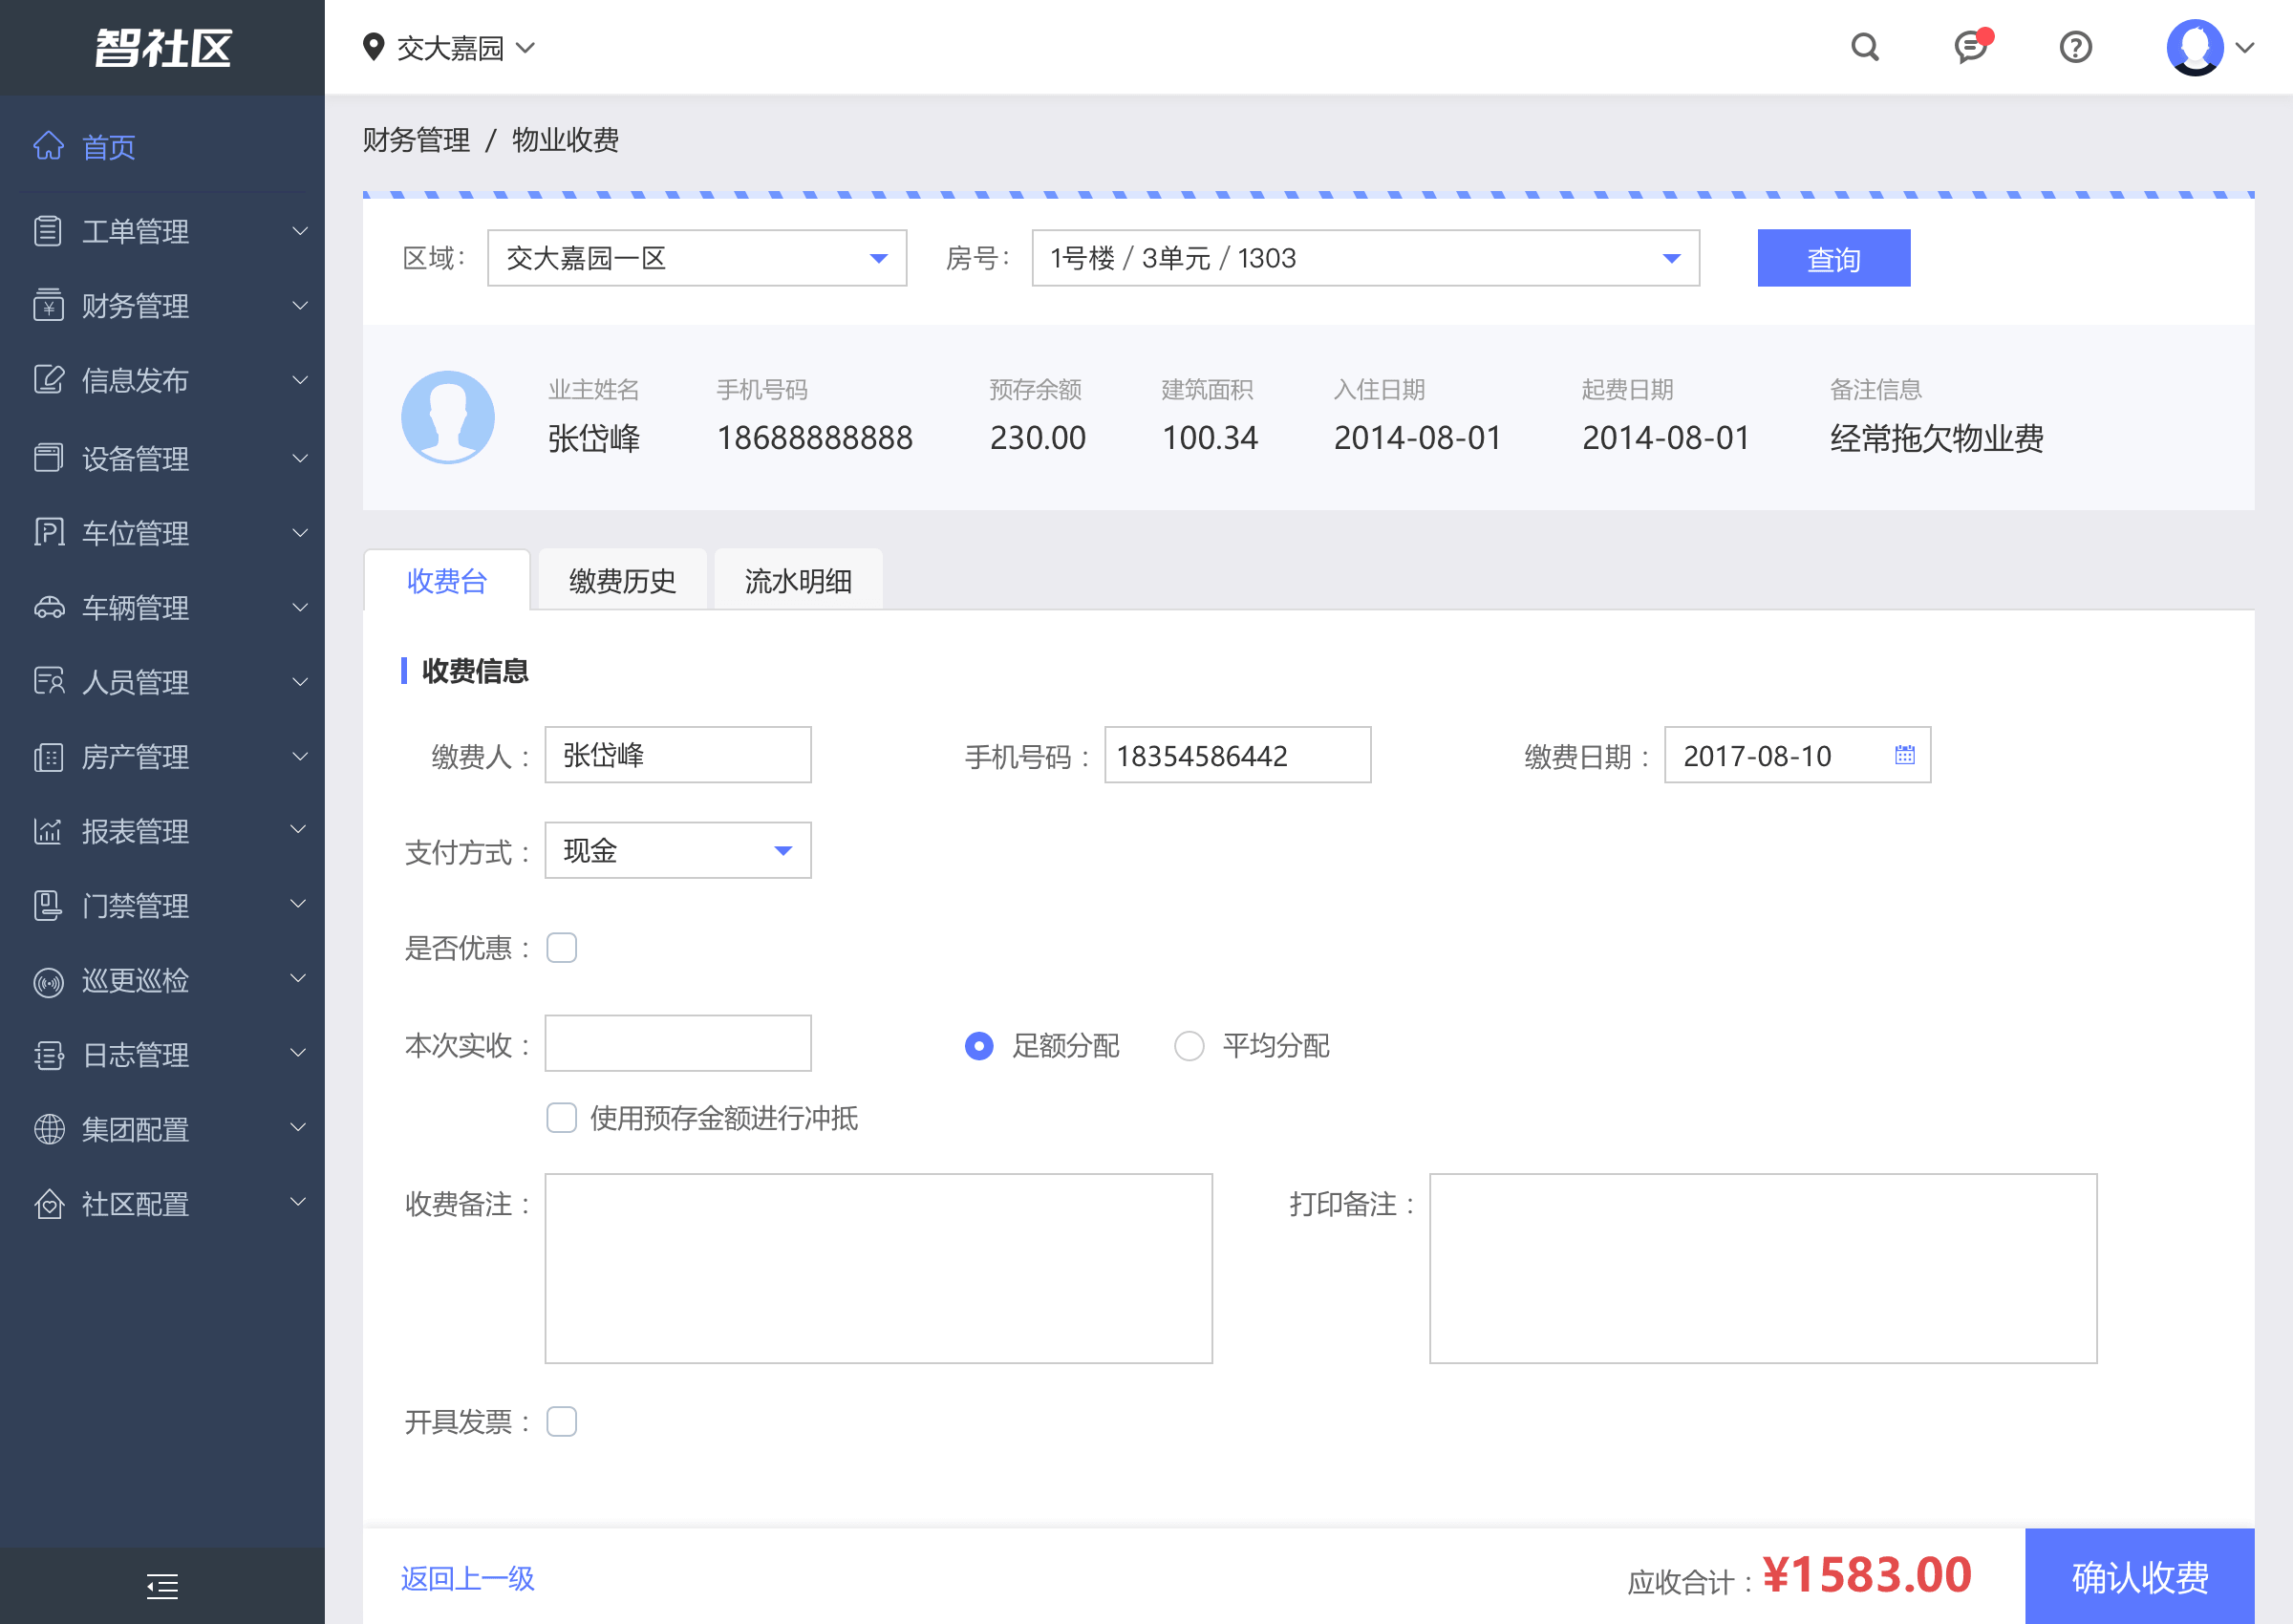 智社区
交大嘉园
首页
工单管理
财务管理
信息发布
设备管理
车位管理
车辆管理
人员管理
房产管理
报表管理
门禁管理
巡更巡检
日志管理
集团配置
社区配置
财务管理 / 物业收费
区域： 交大嘉园一区 房号： 1号楼 / 3单元 / 1303 查询
业主姓名 手机号码 预存余额 建筑面积 入住日期 起费日期 备注信息
张岱峰 18688888888 230.00 100.34 2014-08-01 2014-08-01 经常拖欠物业费
收费台 缴费历史 流水明细
收费信息
缴费人： 张岱峰 手机号码： 18354586442 缴费日期： 2017-08-10
支付方式： 现金
是否优惠：
本次实收： 足额分配 平均分配
使用预存金额进行冲抵
收费备注： 打印备注：
开具发票：
返回上一级 应收合计：¥1583.00 确认收费